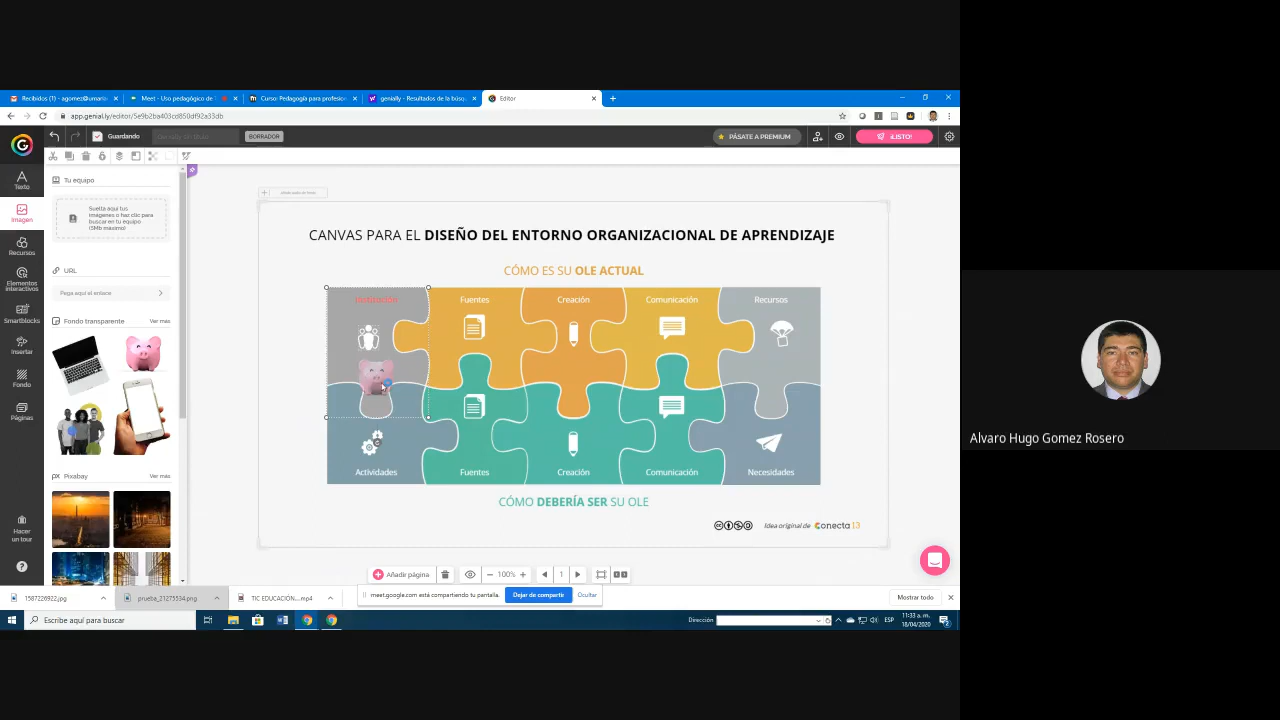 Recibidos (1) - agomez@umari
Meet - Uso pedagógico de
Curso: Pedagogía para profesio
genially - Resultados de la búsq
Editor
app.genial.ly/editor/5e9b2ba403cd850df92a33db
Guardando
BORRADOR
PÁSATE A PREMIUM
¡LISTO!
Texto
Imagen
Recursos
Elementos
interactivos
Smartblocks
Insertar
Fondo
Páginas
Hacer
un tour
Tu equipo
Suelta aquí tus
imágenes o haz clic para
buscar en tu equipo
(5Mb máximo)
URL
Pega aquí el enlace
Fondo transparente
Ver más
Pixabay
Ver más
CANVAS PARA EL DISEÑO DEL ENTORNO ORGANIZACIONAL DE APRENDIZAJE
CÓMO ES SU OLE ACTUAL
Fuentes
Creación
Comunicación
Recursos
Actividades
Fuentes
Creación
Comunicación
Necesidades
CÓMO DEBERÍA SER SU OLE
Idea original de Conecta 13
Añadir página
100%
1
1587226922.jpg
prueba_21275534.png
TIC EDUCACIÓN....mp4
meet.google.com está compartiendo tu pantalla.
Dejar de compartir
Ocultar
Mostrar todo
Escribe aquí para buscar
Dirección
ESP
11:33 a. m.
18/04/2020
Alvaro Hugo Gomez Rosero